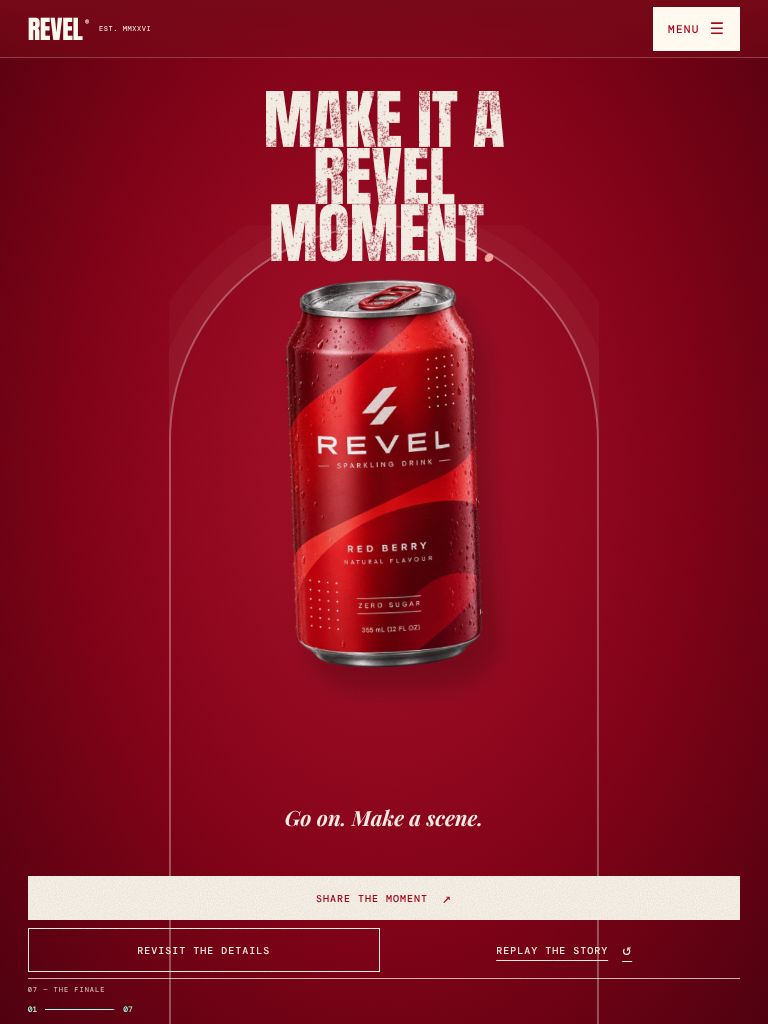 REVEL® EST. MMXXVI
MENU ☰
MAKE IT A
REVEL
MOMENT.
REVEL
SPARKLING DRINK
RED BERRY
NATURAL FLAVOUR
ZERO SUGAR
355 mL (12 FL OZ)
Go on. Make a scene.
SHARE THE MOMENT ↗
REVISIT THE DETAILS
REPLAY THE STORY ↺
07 — THE FINALE
01 07